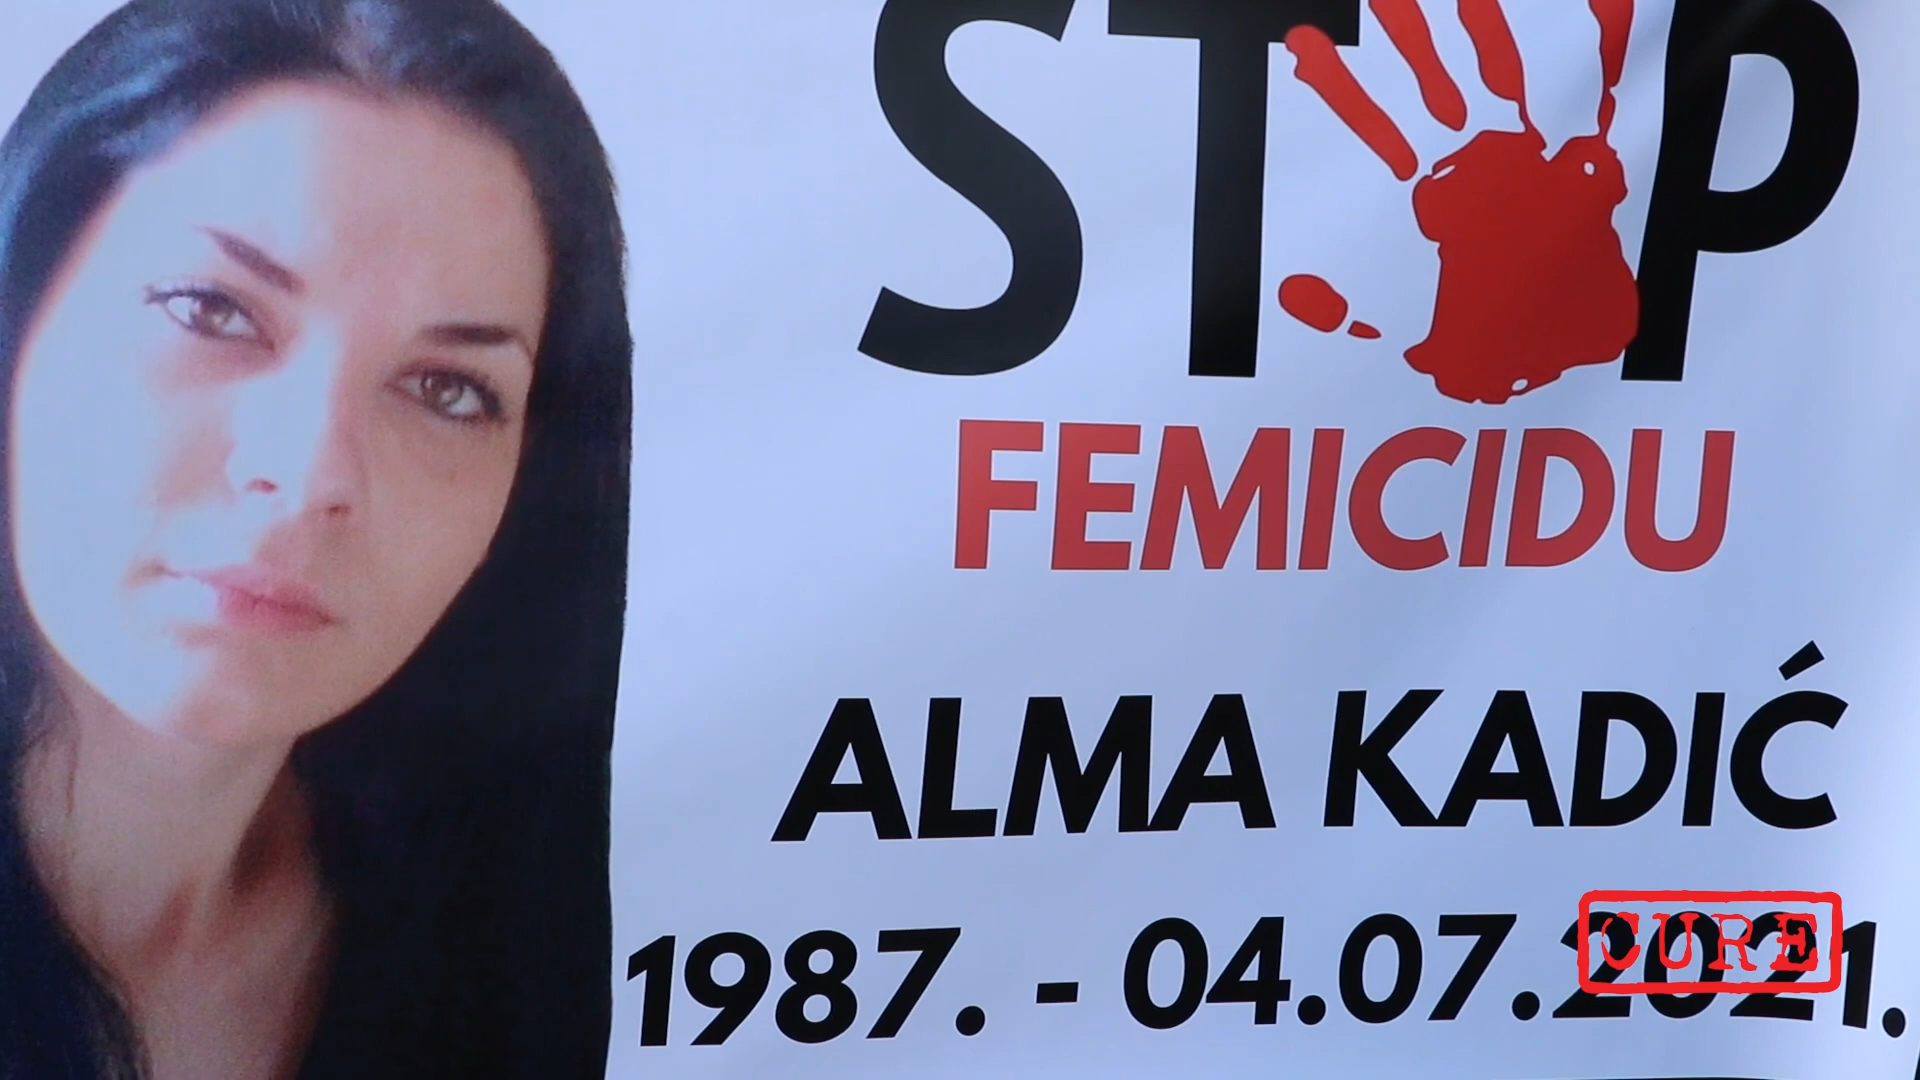 STOP
FEMICIDU
ALMA KADIĆ
1987. - 04.07.2021.
CURE